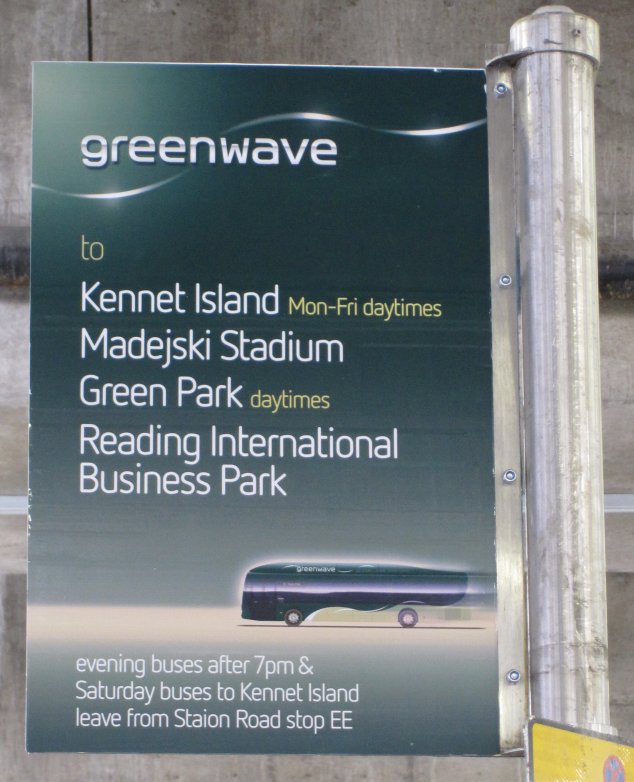 greenwave
to
Kennet Island Mon-Fri daytimes
Madejski Stadium
Green Park daytimes
Reading International
Business Park
greenwave
evening buses after 7pm &
Saturday buses to Kennet Island
leave from Staion Road stop EE